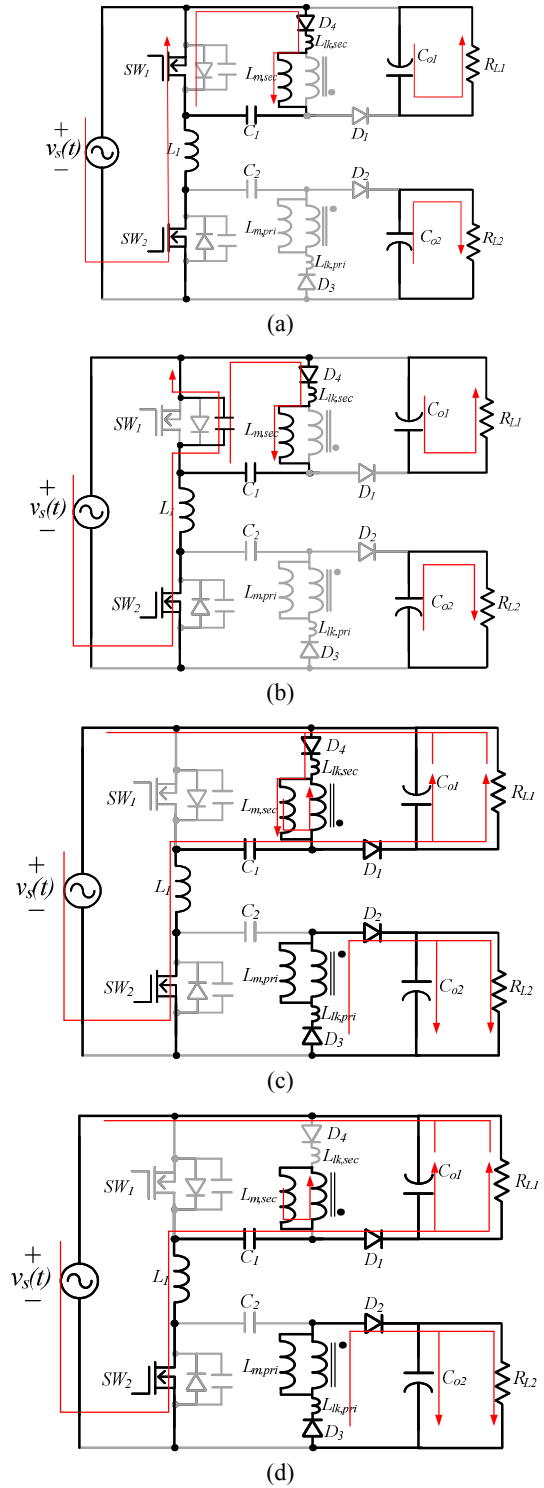 D4
Llk,sec
SW1
Lm,sec
Co1
RL1
C1
D1
+
vs(t)
−
L1
C2
D2
SW2
Lm,pri
Llk,pri
D3
Co2
RL2
(a)
D4
Llk,sec
SW1
Lm,sec
Co1
RL1
C1
D1
+
vs(t)
−
L1
C2
D2
SW2
Lm,pri
Llk,pri
D3
Co2
RL2
(b)
D4
Llk,sec
SW1
Lm,sec
Co1
RL1
C1
D1
+
vs(t)
−
L1
C2
D2
SW2
Lm,pri
Llk,pri
D3
Co2
RL2
(c)
D4
Llk,sec
SW1
Lm,sec
Co1
RL1
C1
D1
+
vs(t)
−
L1
C2
D2
SW2
Lm,pri
Llk,pri
D3
Co2
RL2
(d)